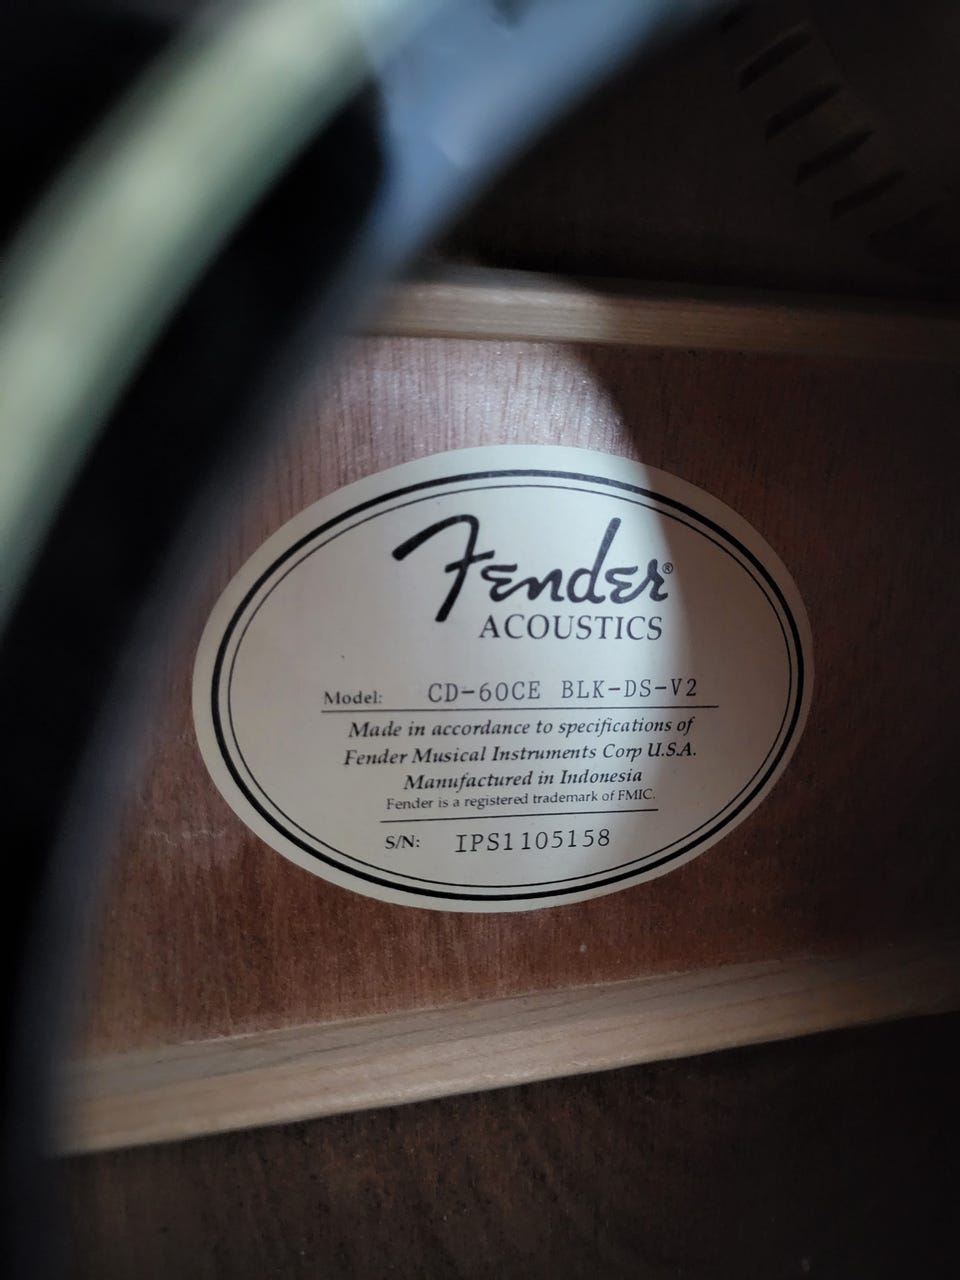 Fender®
ACOUSTICS
Model: CD-60CE BLK-DS-V2
Made in accordance to specifications of
Fender Musical Instruments Corp U.S.A.
Manufactured in Indonesia
Fender is a registered trademark of FMIC.
S/N: IPS1105158